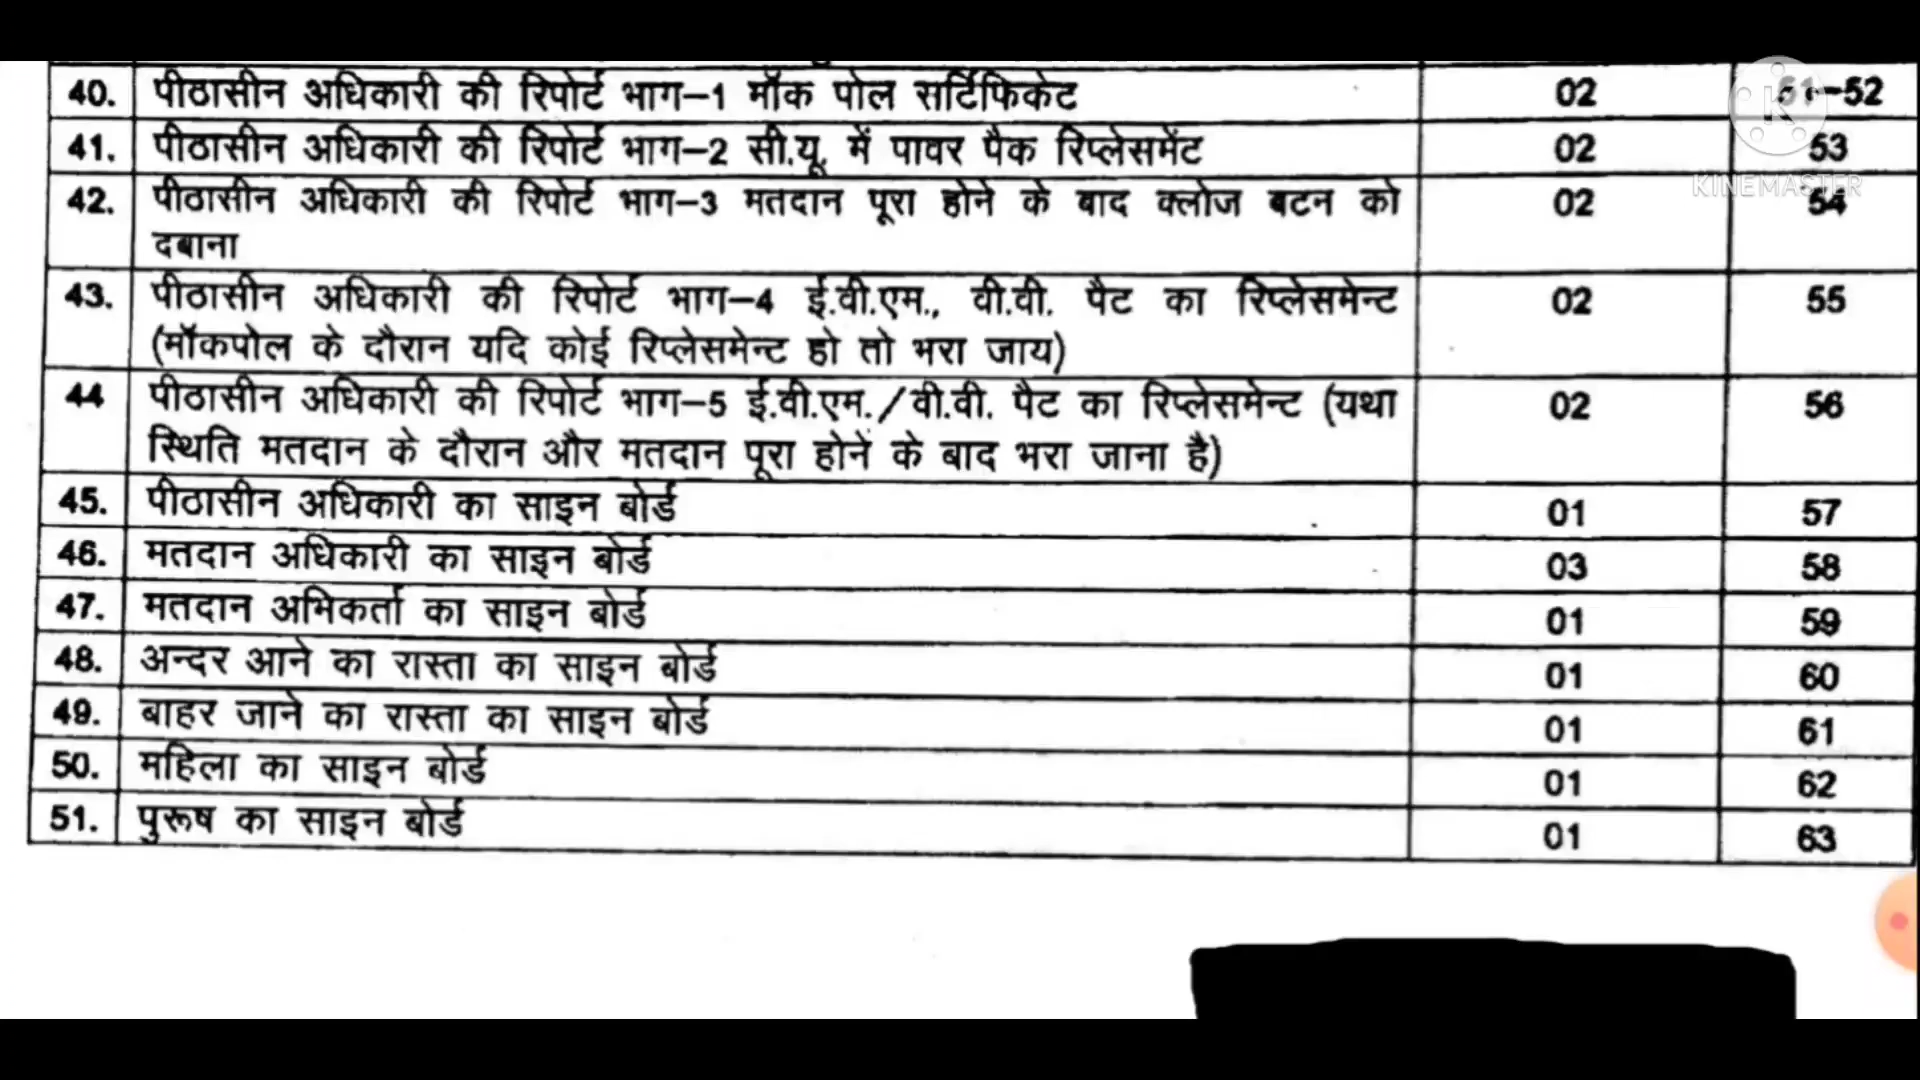 40. पीठासीन अधिकारी की रिपोर्ट भाग–1 मॉक पोल सर्टिफिकेट 02 51–52
41. पीठासीन अधिकारी की रिपोर्ट भाग–2 सी.यू. में पावर पैक रिप्लेसमेंट 02 53
KINEMASTER
42. पीठासीन अधिकारी की रिपोर्ट भाग–3 मतदान पूरा होने के बाद क्लोज बटन को 02 54
दबाना
43. पीठासीन अधिकारी की रिपोर्ट भाग–4 ई.वी.एम., वी.वी. पैट का रिप्लेसमेन्ट 02 55
(मॉकपोल के दौरान यदि कोई रिप्लेसमेन्ट हो तो भरा जाय)
44 पीठासीन अधिकारी की रिपोर्ट भाग–5 ई.वी.एम./वी.वी. पैट का रिप्लेसमेन्ट (यथा 02 56
स्थिति मतदान के दौरान और मतदान पूरा होने के बाद भरा जाना है)
45. पीठासीन अधिकारी का साइन बोर्ड 01 57
46. मतदान अधिकारी का साइन बोर्ड 03 58
47. मतदान अभिकर्ता का साइन बोर्ड 01 59
48. अन्दर आने का रास्ता का साइन बोर्ड 01 60
49. बाहर जाने का रास्ता का साइन बोर्ड 01 61
50. महिला का साइन बोर्ड 01 62
51. पुरूष का साइन बोर्ड 01 63